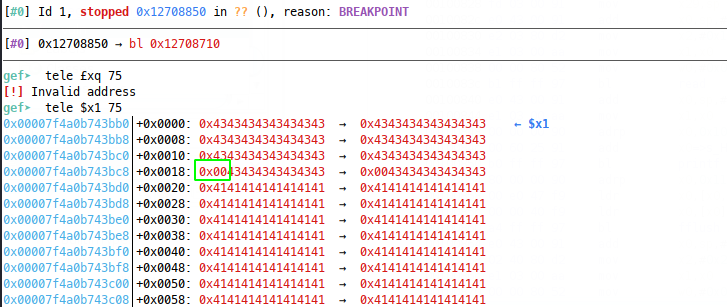 [#0] Id 1, stopped 0x12708850 in ?? (), reason: BREAKPOINT
[#0] 0x12708850 → bl 0x12708710
gef➤ tele £xq 75
[!] Invalid address
gef➤ tele $x1 75
0x00007f4a0b743bb0│+0x0000: 0x4343434343434343 → 0x4343434343434343 ← $x1
0x00007f4a0b743bb8│+0x0008: 0x4343434343434343 → 0x4343434343434343
0x00007f4a0b743bc0│+0x0010: 0x4343434343434343 → 0x4343434343434343
0x00007f4a0b743bc8│+0x0018: 0x0043434343434343 → 0x0043434343434343
0x00007f4a0b743bd0│+0x0020: 0x4141414141414141 → 0x4141414141414141
0x00007f4a0b743bd8│+0x0028: 0x4141414141414141 → 0x4141414141414141
0x00007f4a0b743be0│+0x0030: 0x4141414141414141 → 0x4141414141414141
0x00007f4a0b743be8│+0x0038: 0x4141414141414141 → 0x4141414141414141
0x00007f4a0b743bf0│+0x0040: 0x4141414141414141 → 0x4141414141414141
0x00007f4a0b743bf8│+0x0048: 0x4141414141414141 → 0x4141414141414141
0x00007f4a0b743c00│+0x0050: 0x4141414141414141 → 0x4141414141414141
0x00007f4a0b743c08│+0x0058: 0x4141414141414141 → 0x4141414141414141